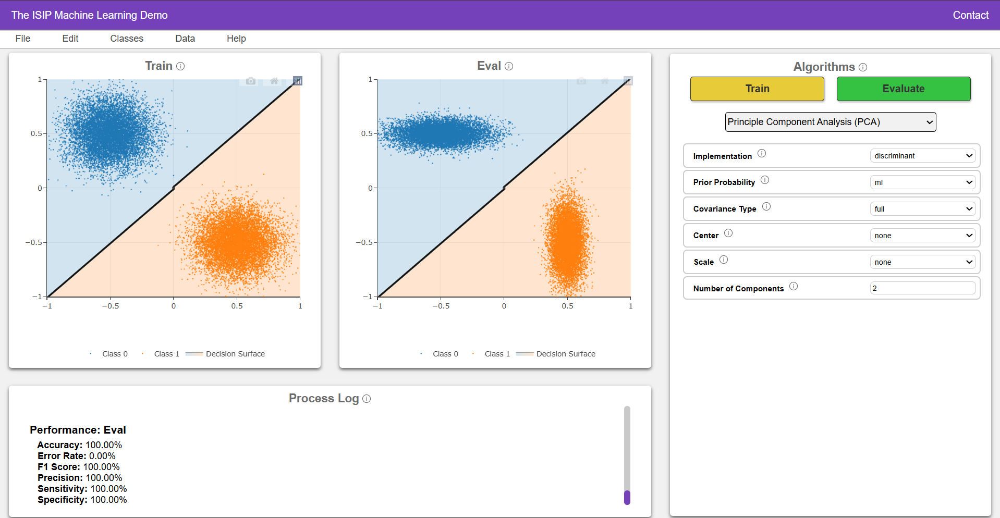 The ISIP Machine Learning Demo Contact
File Edit Classes Data Help
Train
1
0.5
0
−0.5
−1
−1 −0.5 0 0.5 1
Class 0 Class 1 Decision Surface
Eval
1
0.5
0
−0.5
−1
−1 −0.5 0 0.5 1
Class 0 Class 1 Decision Surface
Algorithms
Train Evaluate
Principle Component Analysis (PCA)
Implementation discriminant
Prior Probability ml
Covariance Type full
Center none
Scale none
Number of Components 2
Process Log
Performance: Eval
Accuracy: 100.00%
Error Rate: 0.00%
F1 Score: 100.00%
Precision: 100.00%
Sensitivity: 100.00%
Specificity: 100.00%